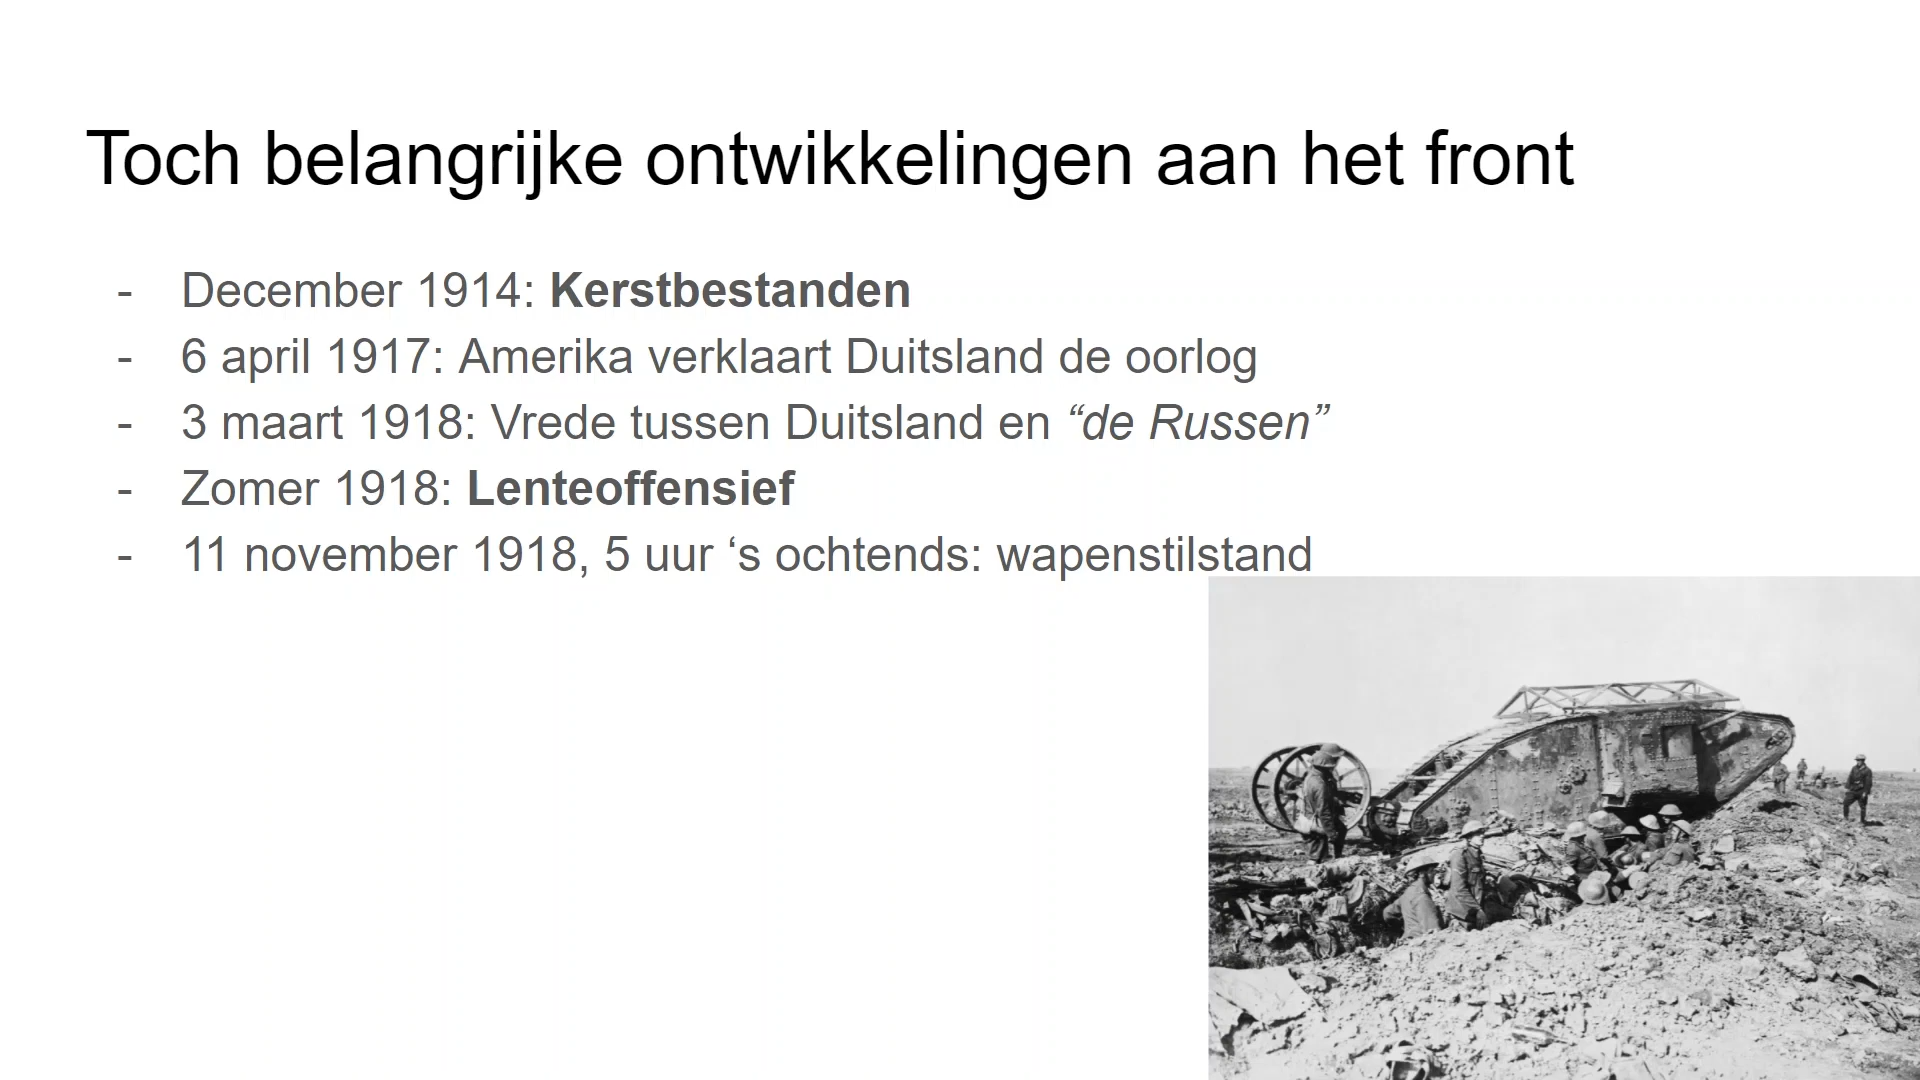 Toch belangrijke ontwikkelingen aan het front
- December 1914: Kerstbestanden
- 6 april 1917: Amerika verklaart Duitsland de oorlog
- 3 maart 1918: Vrede tussen Duitsland en “de Russen”
- Zomer 1918: Lenteoffensief
- 11 november 1918, 5 uur ‘s ochtends: wapenstilstand